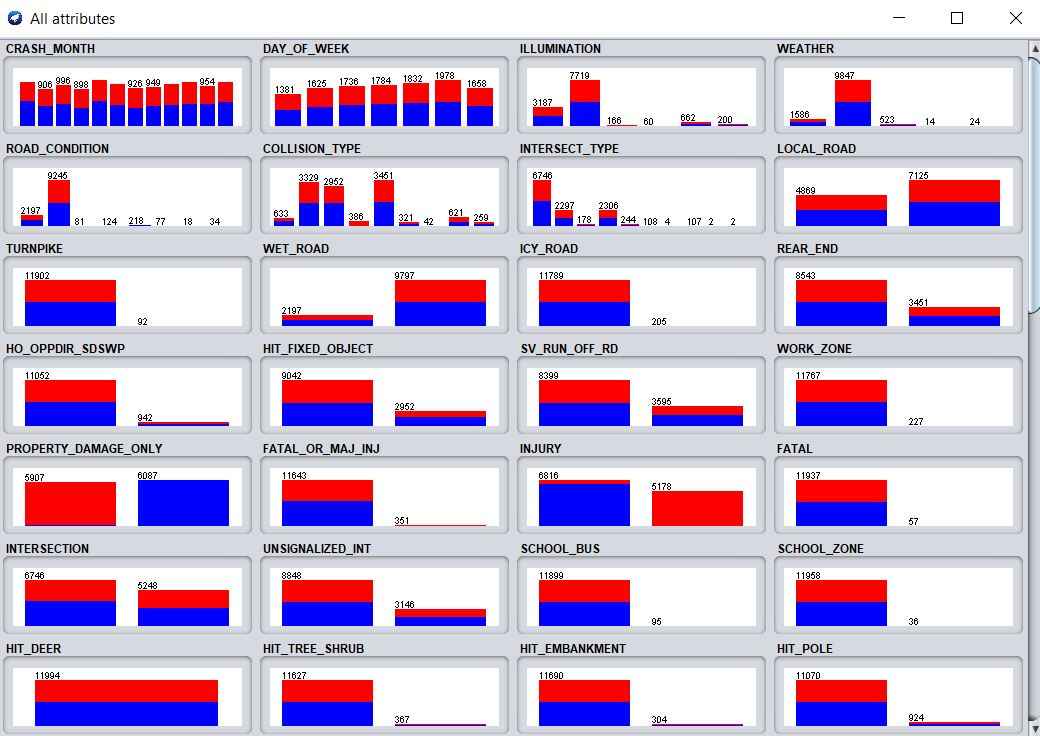 All attributes
CRASH_MONTH DAY_OF_WEEK ILLUMINATION WEATHER
906 996 898 926 949 954
1381 1625 1736 1784 1832 1978 1658
3187 7719 166 60 662 200
1586 9847 523 14 24
ROAD_CONDITION COLLISION_TYPE INTERSECT_TYPE LOCAL_ROAD
2197 9245 81 124 218 77 18 34
633 3329 2952 386 3451 321 42 621 259
6746 2297 178 2306 244 108 4 107 2 2
4869 7125
TURNPIKE WET_ROAD ICY_ROAD REAR_END
11902 92
2197 9797
11789 205
8543 3451
HO_OPPDIR_SDSWP HIT_FIXED_OBJECT SV_RUN_OFF_RD WORK_ZONE
11052 942
9042 2952
8399 3595
11767 227
PROPERTY_DAMAGE_ONLY FATAL_OR_MAJ_INJ INJURY FATAL
5907 6087
11643 351
6816 5178
11937 57
INTERSECTION UNSIGNALIZED_INT SCHOOL_BUS SCHOOL_ZONE
6746 5248
8848 3146
11899 95
11958 36
HIT_DEER HIT_TREE_SHRUB HIT_EMBANKMENT HIT_POLE
11994
11627 367
11690 304
11070 924